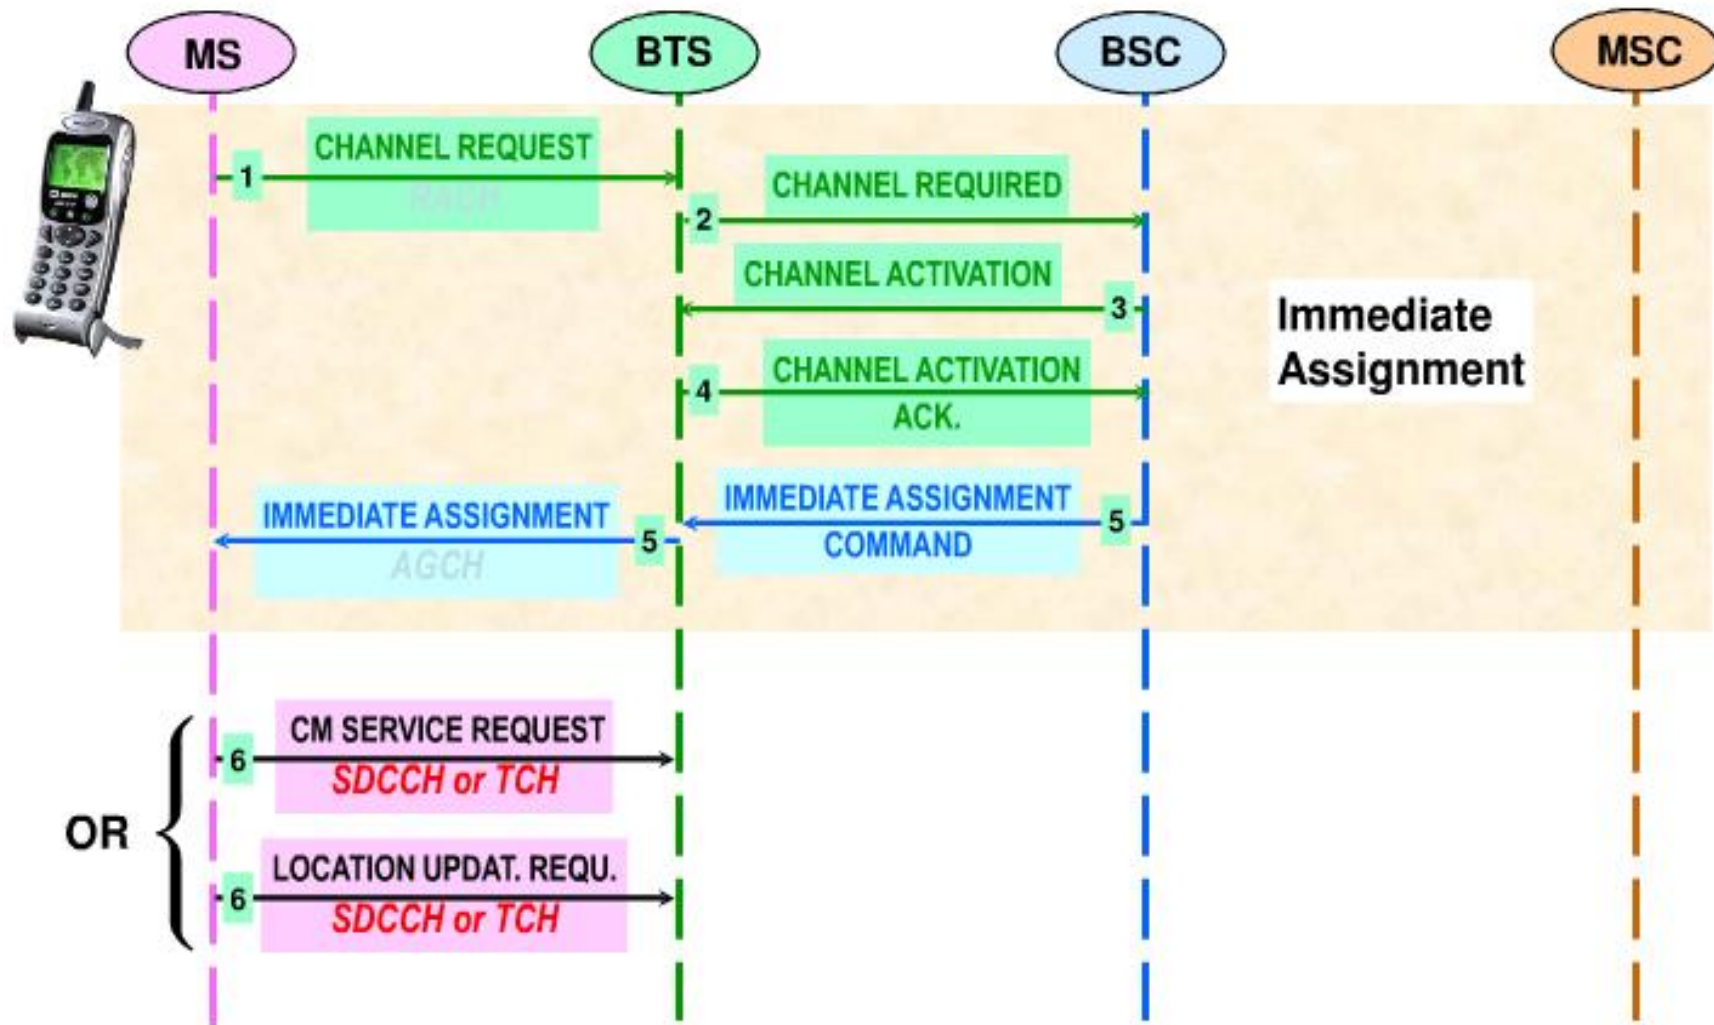 MS
BTS
BSC
MSC
CHANNEL REQUEST
1
RACH
CHANNEL REQUIRED
2
CHANNEL ACTIVATION
3
Immediate
Assignment
CHANNEL ACTIVATION
4
ACK.
IMMEDIATE ASSIGNMENT
5
COMMAND
IMMEDIATE ASSIGNMENT
5
AGCH
CM SERVICE REQUEST
6
SDCCH or TCH
OR
LOCATION UPDAT. REQU.
6
SDCCH or TCH